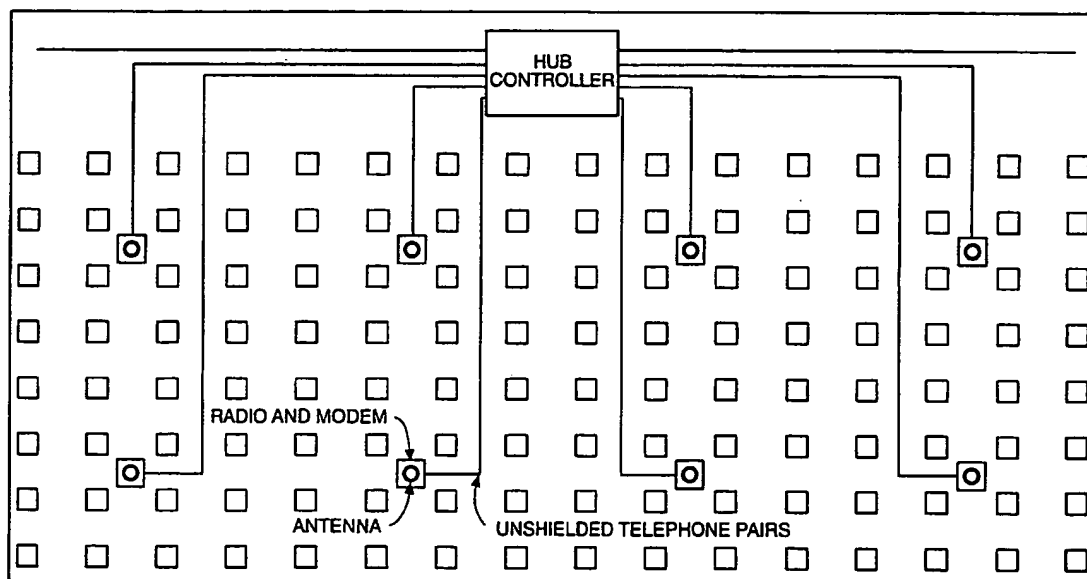 HUB
CONTROLLER
RADIO AND MODEM
ANTENNA
UNSHIELDED TELEPHONE PAIRS